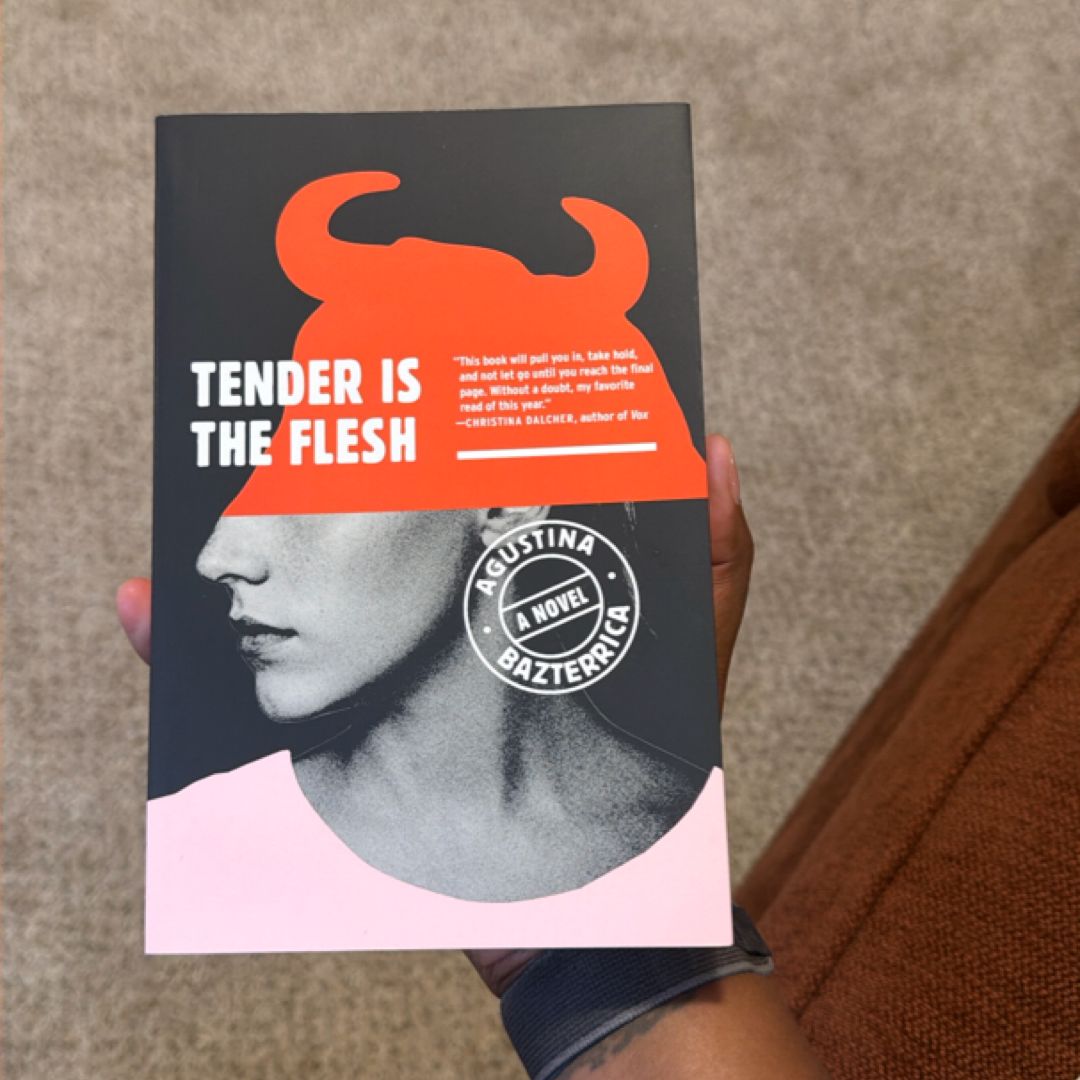 TENDER IS
THE FLESH
"This book will pull you in, take hold,
and not let go until you reach the final
page. Without a doubt, my favorite
read of this year."
—CHRISTINA DALCHER, author of Vox
AGUSTINA
A NOVEL
BAZTERRICA